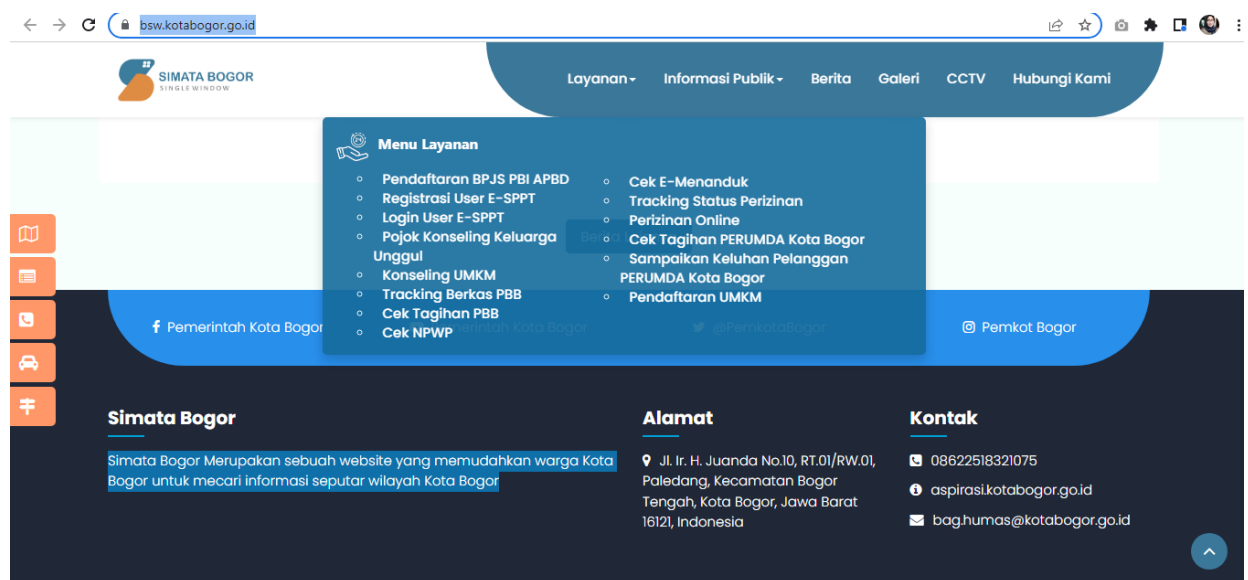 bsw.kotabogor.go.id
SIMATA BOGOR
SINGLE WINDOW
Layanan
Informasi Publik
Berita
Galeri
CCTV
Hubungi Kami
Menu Layanan
Pendaftaran BPJS PBI APBD
Registrasi User E-SPPT
Login User E-SPPT
Pojok Konseling Keluarga
Unggul
Konseling UMKM
Tracking Berkas PBB
Cek Tagihan PBB
Cek NPWP
Cek E-Menanduk
Tracking Status Perizinan
Perizinan Online
Cek Tagihan PERUMDA Kota Bogor
Sampaikan Keluhan Pelanggan
PERUMDA Kota Bogor
Pendaftaran UMKM
Pemerintah Kota Bogor
Pemerintah Kota Bogor
@PemkotaBogor
Pemkot Bogor
Simata Bogor
Simata Bogor Merupakan sebuah website yang memudahkan warga Kota
Bogor untuk mecari informasi seputar wilayah Kota Bogor
Alamat
Jl. Ir. H. Juanda No.10, RT.01/RW.01,
Paledang, Kecamatan Bogor
Tengah, Kota Bogor, Jawa Barat
16121, Indonesia
Kontak
08622518321075
aspirasi.kotabogor.go.id
bag.humas@kotabogor.go.id